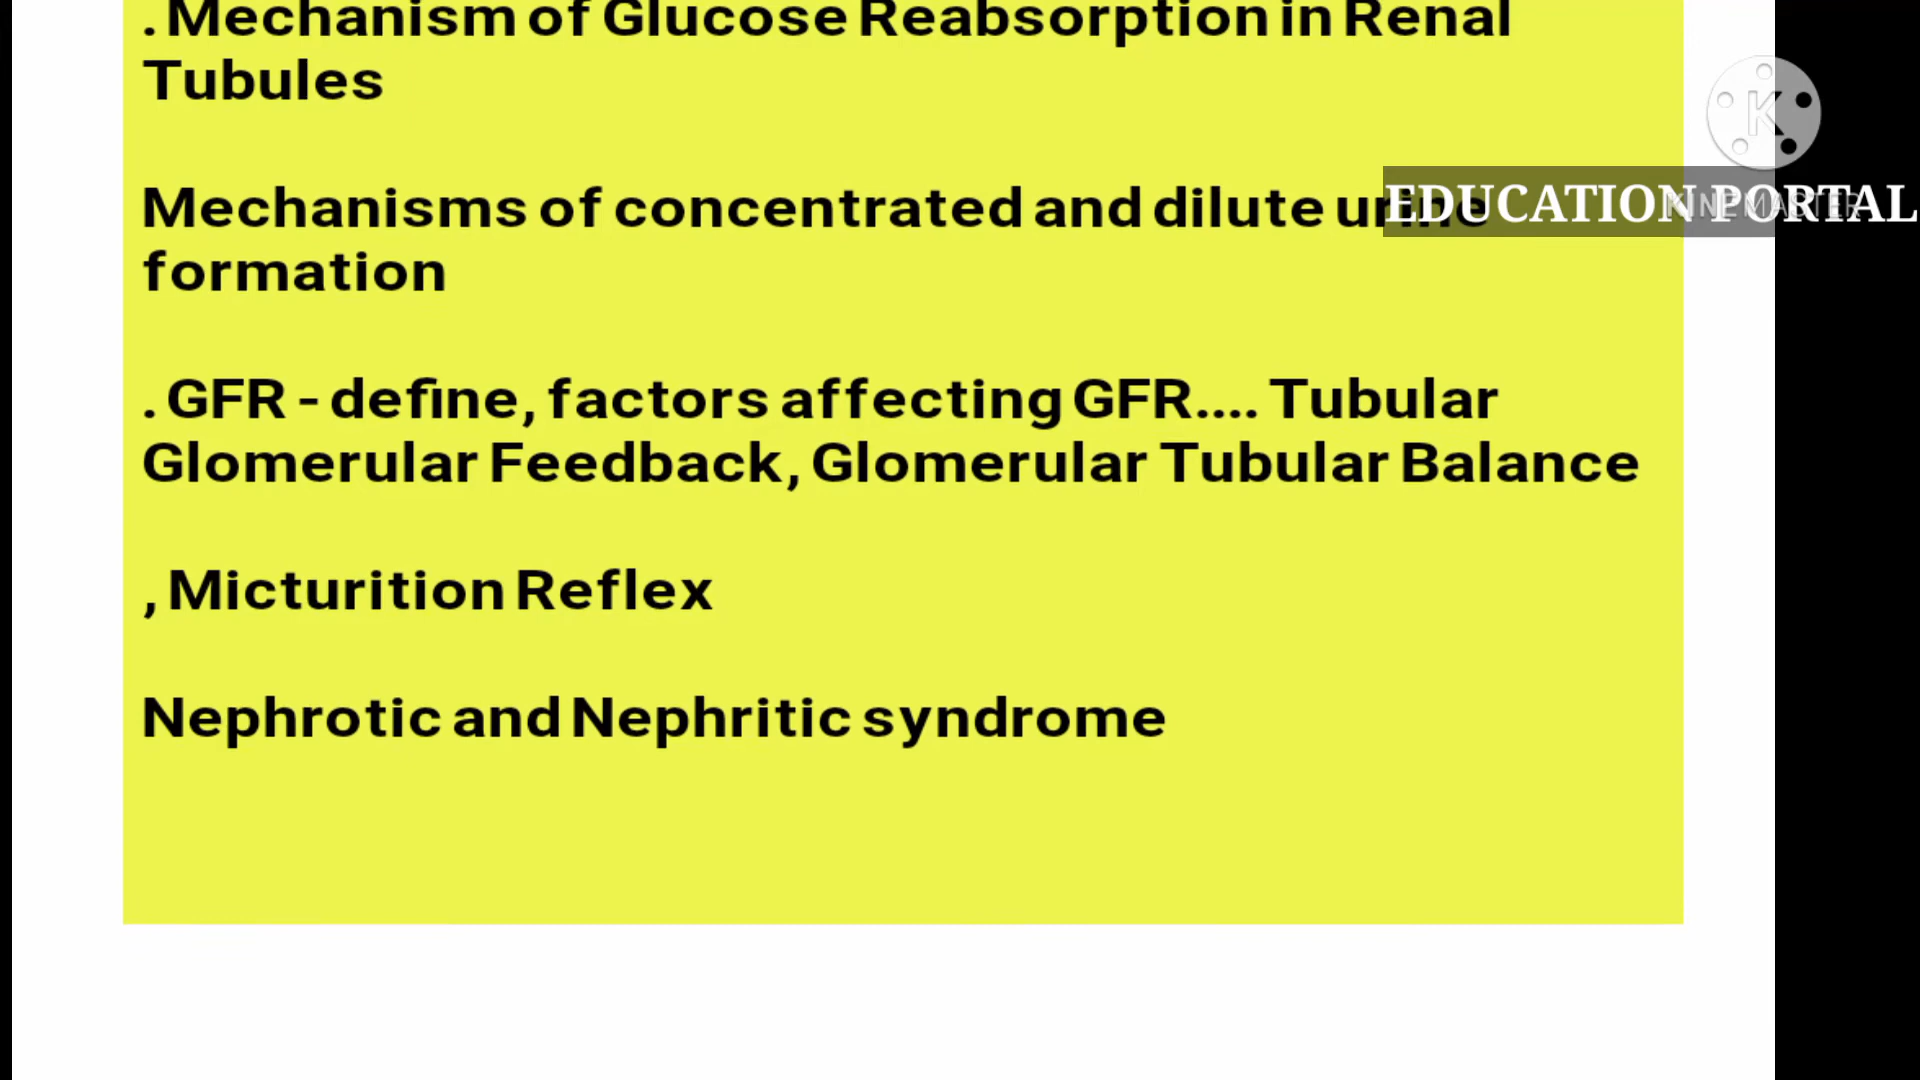 . Mechanism of Glucose Reabsorption in Renal
Tubules
Mechanisms of concentrated and dilute urine
formation
. GFR - define, factors affecting GFR.... Tubular
Glomerular Feedback, Glomerular Tubular Balance
, Micturition Reflex
Nephrotic and Nephritic syndrome
K
EDUCATION PORTAL
KINEMASTER